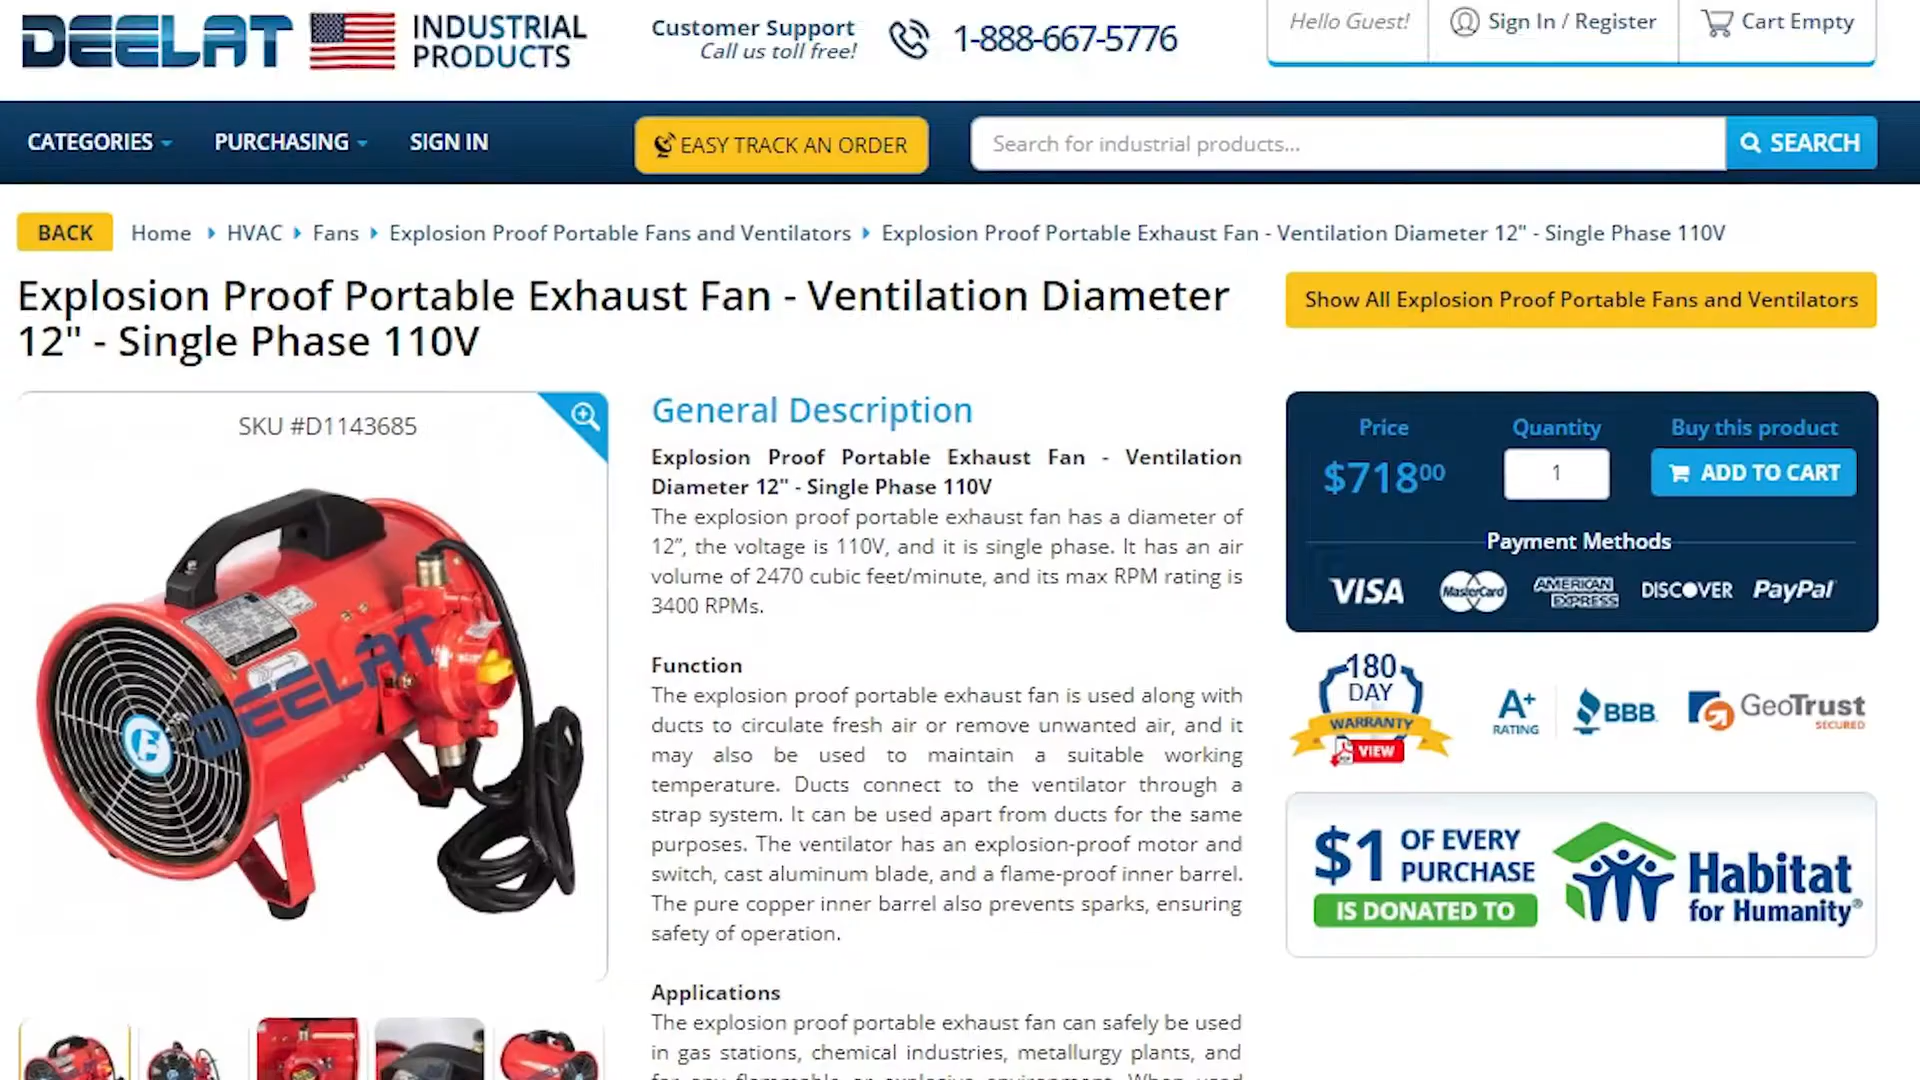 DEELAT
INDUSTRIAL
PRODUCTS
Customer Support
Call us toll free!
1-888-667-5776
Hello Guest!
Sign In / Register
Cart Empty
CATEGORIES
PURCHASING
SIGN IN
EASY TRACK AN ORDER
Search for industrial products...
SEARCH
BACK
Home
HVAC
Fans
Explosion Proof Portable Fans and Ventilators
Explosion Proof Portable Exhaust Fan - Ventilation Diameter 12" - Single Phase 110V
Explosion Proof Portable Exhaust Fan - Ventilation Diameter
12" - Single Phase 110V
Show All Explosion Proof Portable Fans and Ventilators
SKU #D1143685
DEELAT
General Description
Explosion Proof Portable Exhaust Fan - Ventilation
Diameter 12" - Single Phase 110V
The explosion proof portable exhaust fan has a diameter of
12”, the voltage is 110V, and it is single phase. It has an air
volume of 2470 cubic feet/minute, and its max RPM rating is
3400 RPMs.
Function
The explosion proof portable exhaust fan is used along with
ducts to circulate fresh air or remove unwanted air, and it
may also be used to maintain a suitable working
temperature. Ducts connect to the ventilator through a
strap system. It can be used apart from ducts for the same
purposes. The ventilator has an explosion-proof motor and
switch, cast aluminum blade, and a flame-proof inner barrel.
The pure copper inner barrel also prevents sparks, ensuring
safety of operation.
Applications
The explosion proof portable exhaust fan can safely be used
in gas stations, chemical industries, metallurgy plants, and
for any flammable or explosive environment. When used
Price
$71800
Quantity
1
Buy this product
ADD TO CART
Payment Methods
VISA
MasterCard
AMERICAN
EXPRESS
DISCOVER
PayPal
180
DAY
WARRANTY
VIEW
A+
RATING
BBB.
GeoTrust
SECURED
$1
OF EVERY
PURCHASE
IS DONATED TO
Habitat
for Humanity®